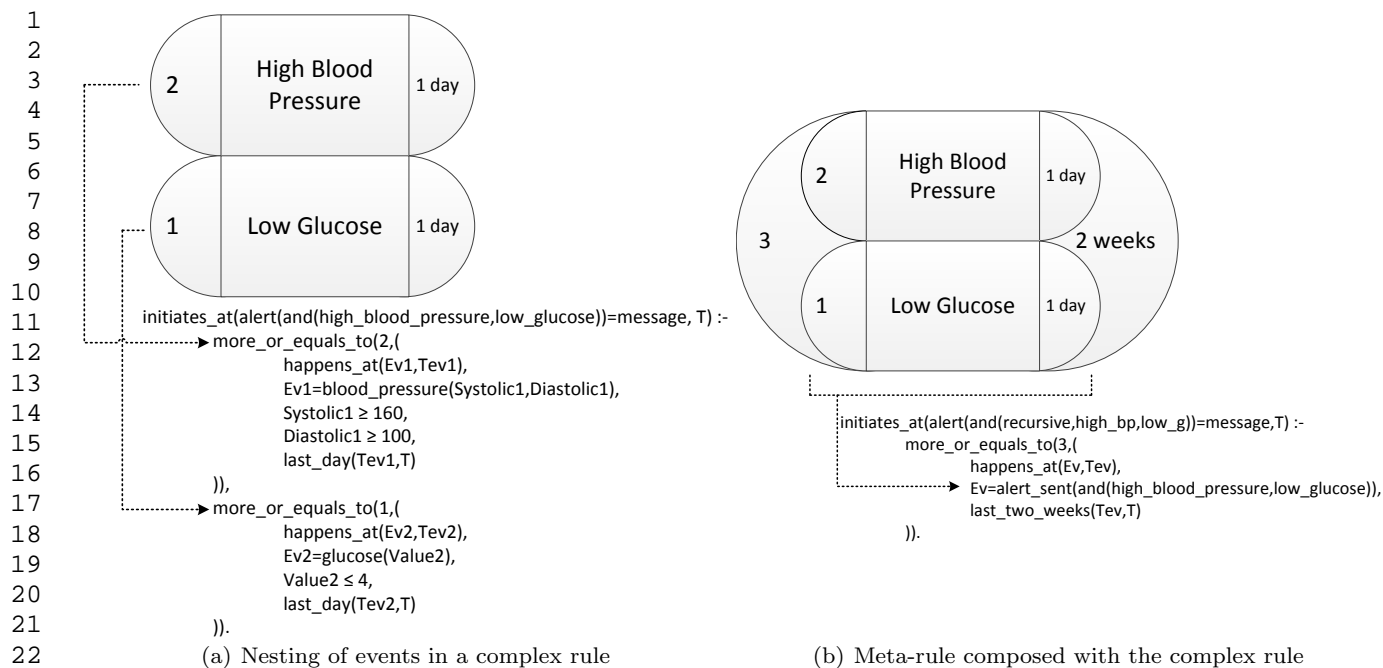 1
2
3
4
5
6
7
8
9
10
11
12
13
14
15
16
17
18
19
20
21
22
2
High Blood
Pressure
1 day
1
Low Glucose
1 day
initiates_at(alert(and(high_blood_pressure,low_glucose))=message, T) :-
more_or_equals_to(2,(
happens_at(Ev1,Tev1),
Ev1=blood_pressure(Systolic1,Diastolic1),
Systolic1 ≥ 160,
Diastolic1 ≥ 100,
last_day(Tev1,T)
)),
more_or_equals_to(1,(
happens_at(Ev2,Tev2),
Ev2=glucose(Value2),
Value2 ≤ 4,
last_day(Tev2,T)
)).
(a) Nesting of events in a complex rule
3
2
High Blood
Pressure
1 day
2 weeks
1
Low Glucose
1 day
initiates_at(alert(and(recursive,high_bp,low_g))=message,T) :-
more_or_equals_to(3,(
happens_at(Ev,Tev),
Ev=alert_sent(and(high_blood_pressure,low_glucose)),
last_two_weeks(Tev,T)
)).
(b) Meta-rule composed with the complex rule